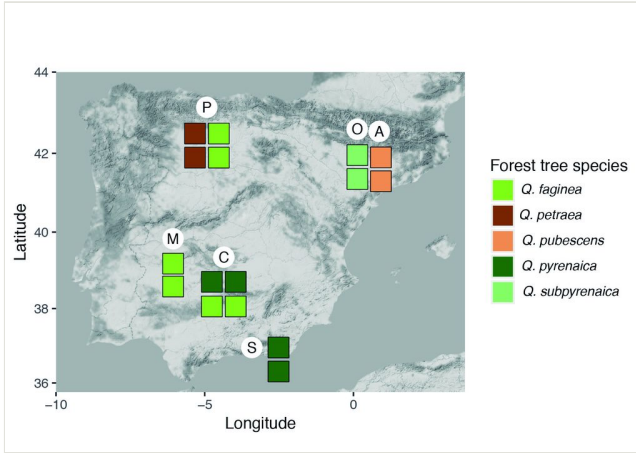 44
42
40
38
36
Latitude
-10
-5
0
Longitude
P
O
A
M
C
S
Forest tree species
Q. faginea
Q. petraea
Q. pubescens
Q. pyrenaica
Q. subpyrenaica